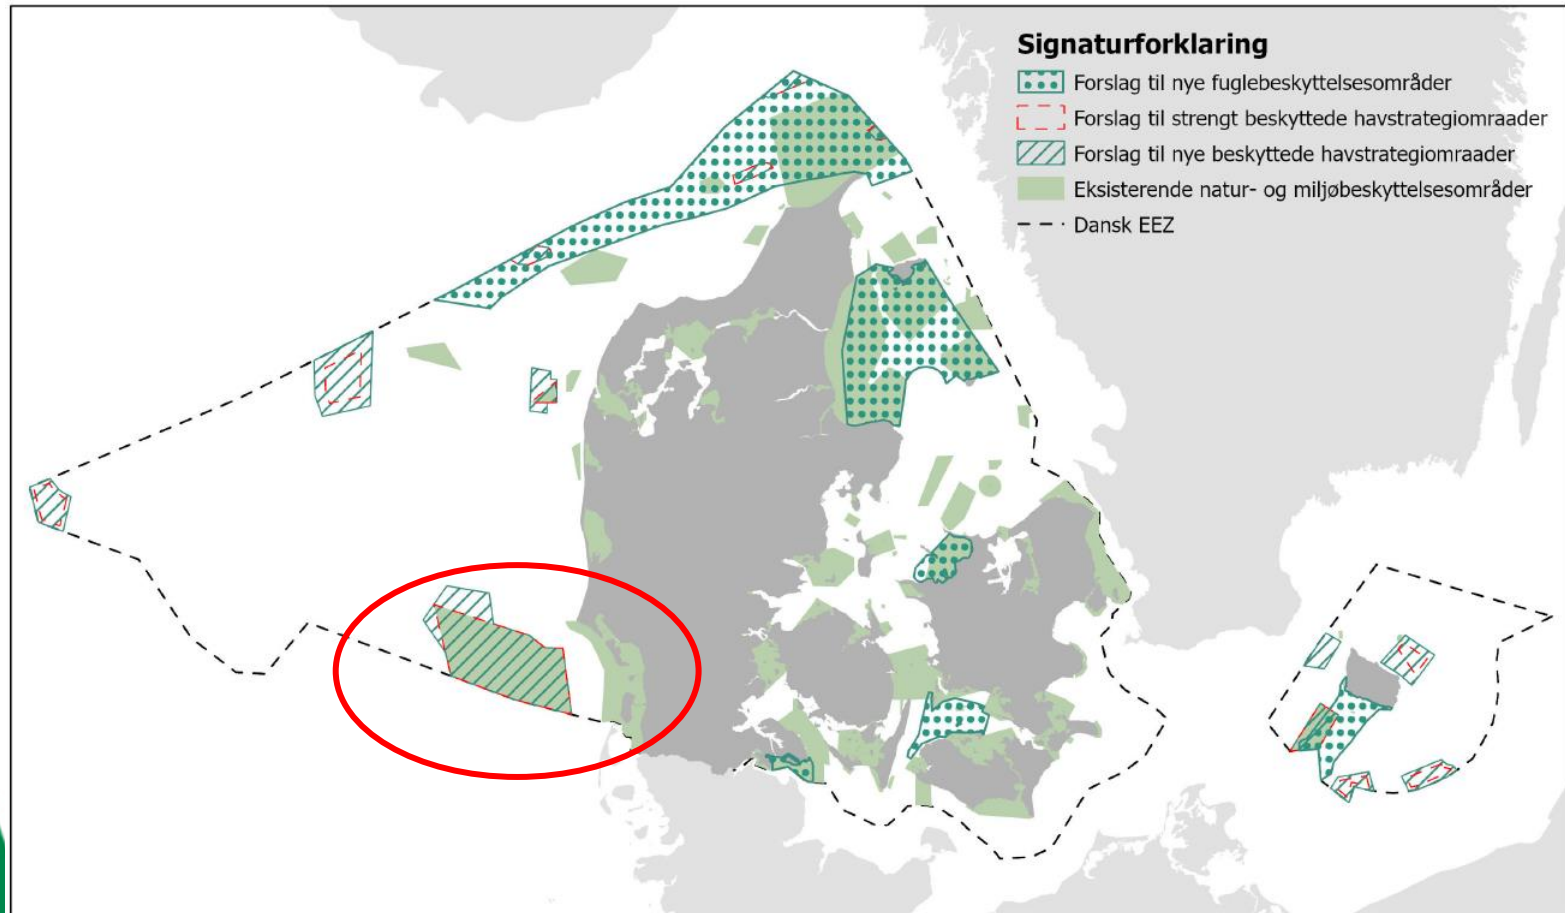 Signaturforklaring
Forslag til nye fuglebeskyttelsesområder
Forslag til strengt beskyttede havstrategiomraader
Forslag til nye beskyttede havstrategiomraader
Eksisterende natur- og miljøbeskyttelsesområder
Dansk EEZ